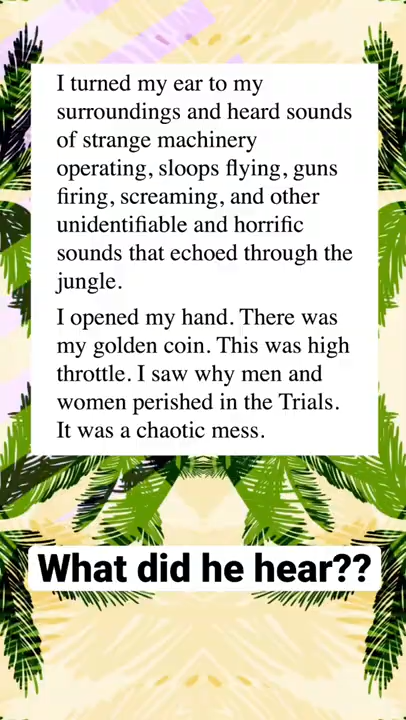 I turned my ear to my
surroundings and heard sounds
of strange machinery
operating, sloops flying, guns
firing, screaming, and other
unidentifiable and horrific
sounds that echoed through the
jungle.
I opened my hand. There was
my golden coin. This was high
throttle. I saw why men and
women perished in the Trials.
It was a chaotic mess.
What did he hear??